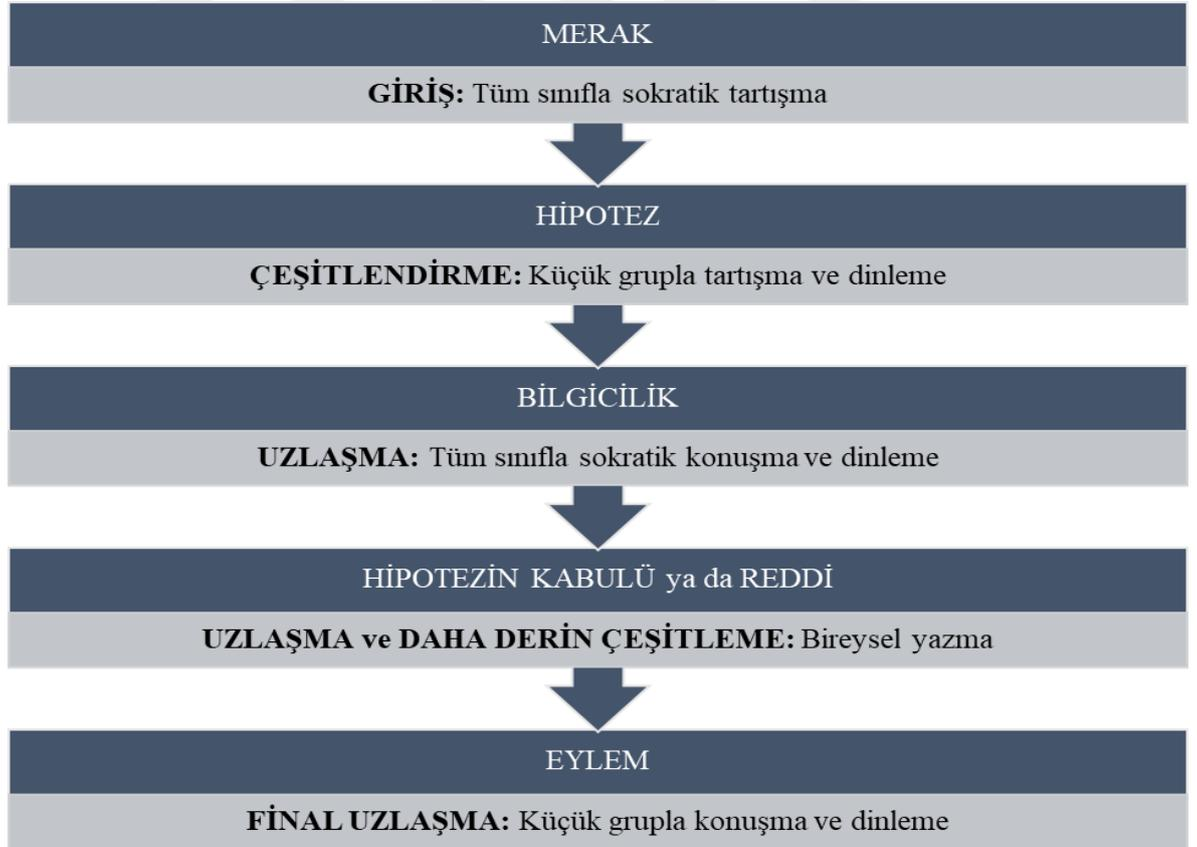 MERAK
GİRİŞ: Tüm sınıfla sokratik tartışma
HİPOTEZ
ÇEŞİTLENDİRME: Küçük grupla tartışma ve dinleme
BİLGİCİLİK
UZLAŞMA: Tüm sınıfla sokratik konuşma ve dinleme
HİPOTEZİN KABULÜ ya da REDDİ
UZLAŞMA ve DAHA DERİN ÇEŞİTLEME: Bireysel yazma
EYLEM
FİNAL UZLAŞMA: Küçük grupla konuşma ve dinleme